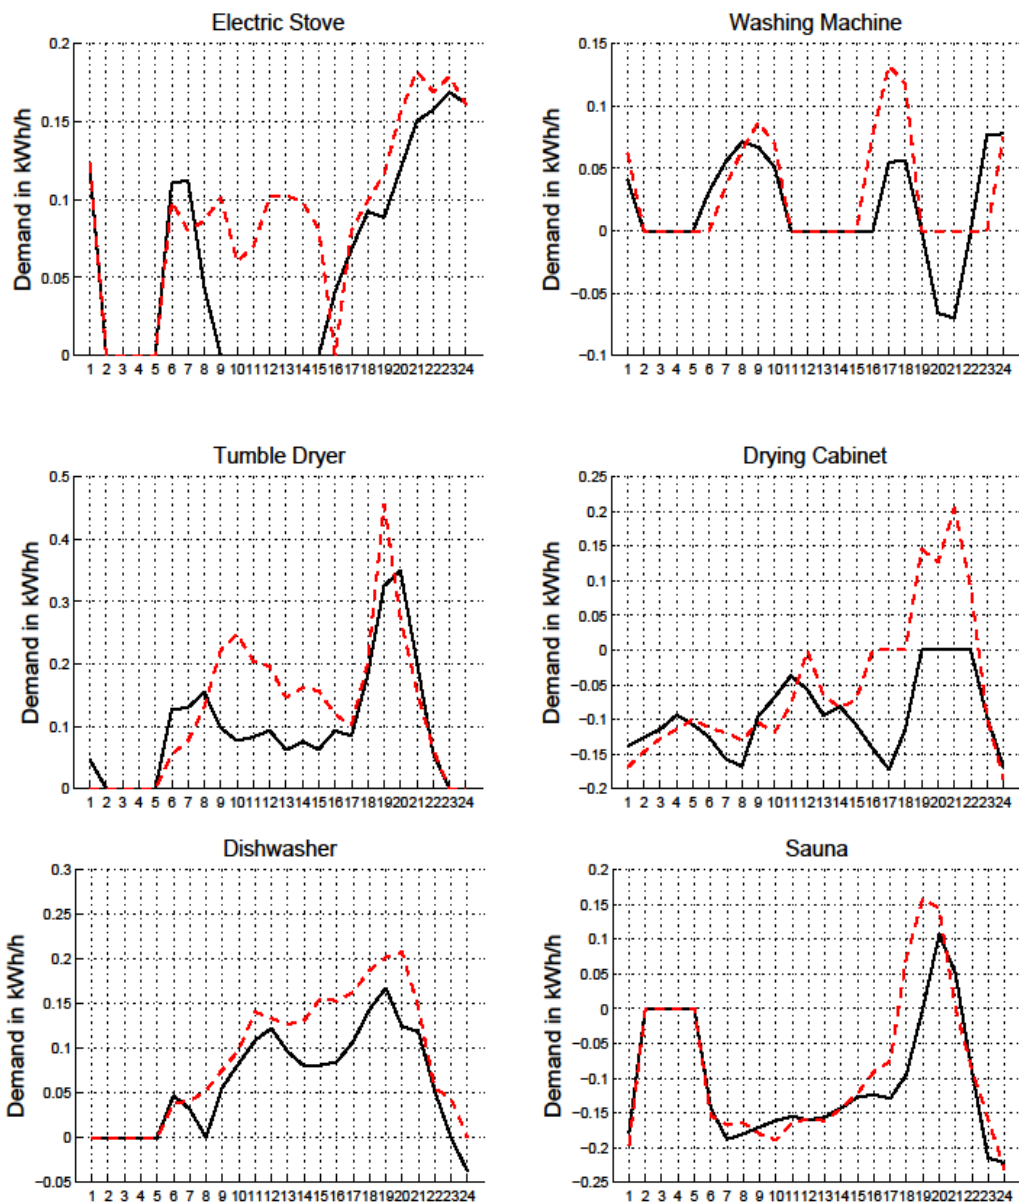 Electric Stove
Demand in kWh/h
0.2
0.15
0.1
0.05
0
1 2 3 4 5 6 7 8 9 10 11 12 13 14 15 16 17 18 19 20 21 22 23 24
Washing Machine
Demand in kWh/h
0.15
0.1
0.05
0
−0.05
−0.1
1 2 3 4 5 6 7 8 9 10 11 12 13 14 15 16 17 18 19 20 21 22 23 24
Tumble Dryer
Demand in kWh/h
0.5
0.4
0.3
0.2
0.1
0
1 2 3 4 5 6 7 8 9 10 11 12 13 14 15 16 17 18 19 20 21 22 23 24
Drying Cabinet
Demand in kWh/h
0.25
0.2
0.15
0.1
0.05
0
−0.05
−0.1
−0.15
−0.2
1 2 3 4 5 6 7 8 9 10 11 12 13 14 15 16 17 18 19 20 21 22 23 24
Dishwasher
Demand in kWh/h
0.3
0.25
0.2
0.15
0.1
0.05
0
−0.05
1 2 3 4 5 6 7 8 9 10 11 12 13 14 15 16 17 18 19 20 21 22 23 24
Sauna
Demand in kWh/h
0.2
0.15
0.1
0.05
0
−0.05
−0.1
−0.15
−0.2
−0.25
1 2 3 4 5 6 7 8 9 10 11 12 13 14 15 16 17 18 19 20 21 22 23 24